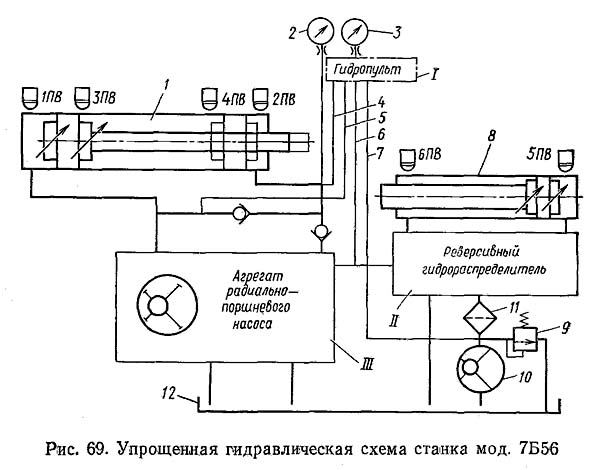 2
3
Гидропульт
I
1ПВ
3ПВ
1
4ПВ
2ПВ
4
5
6
7
8
6ПВ
5ПВ
Агрегат
радиально-
поршневого
насоса
III
Реверсивный
гидрораспределитель
II
11
9
10
12
Рис. 69. Упрощенная гидравлическая схема станка мод. 7Б56